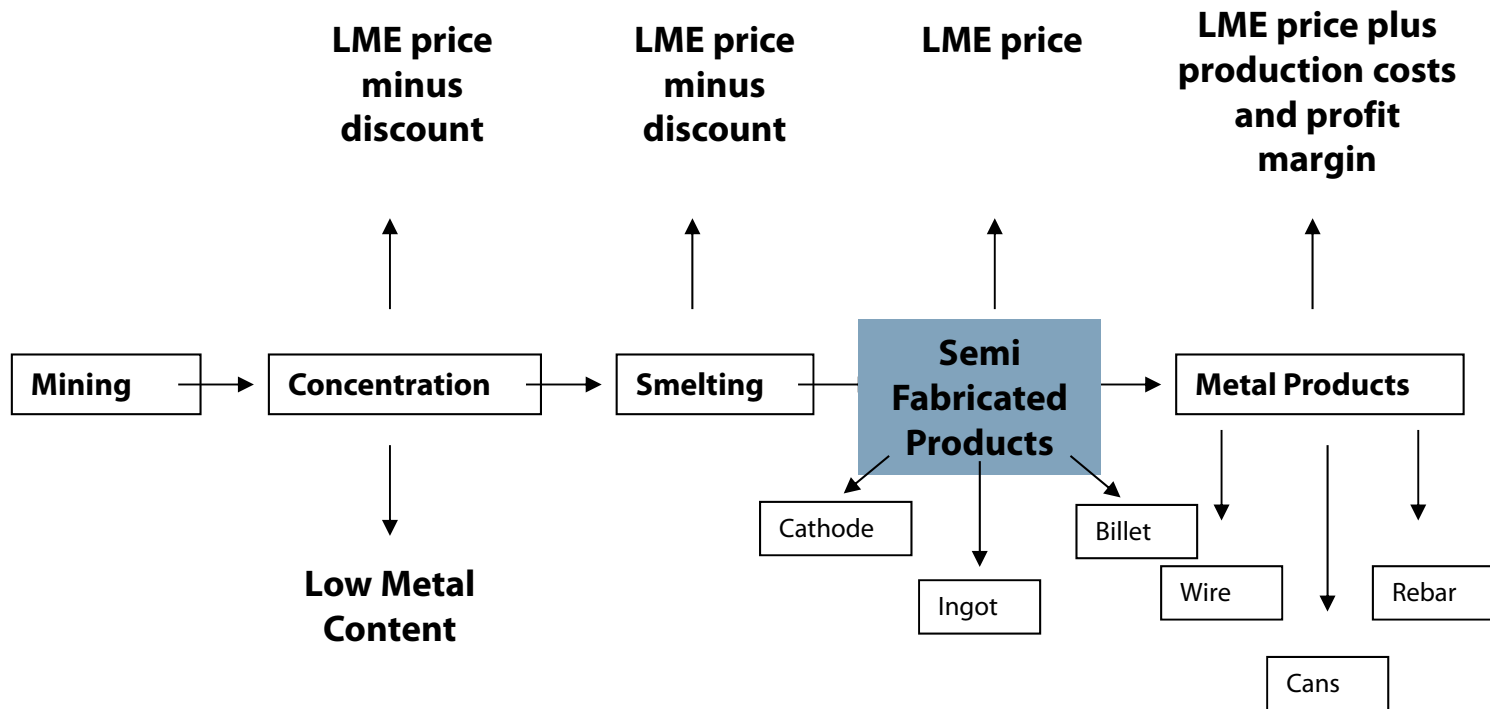 LME price
minus
discount
LME price
minus
discount
LME price
LME price plus
production costs
and profit
margin
Mining
Concentration
Smelting
Semi
Fabricated
Products
Metal Products
Cathode
Ingot
Billet
Wire
Cans
Rebar
Low Metal
Content